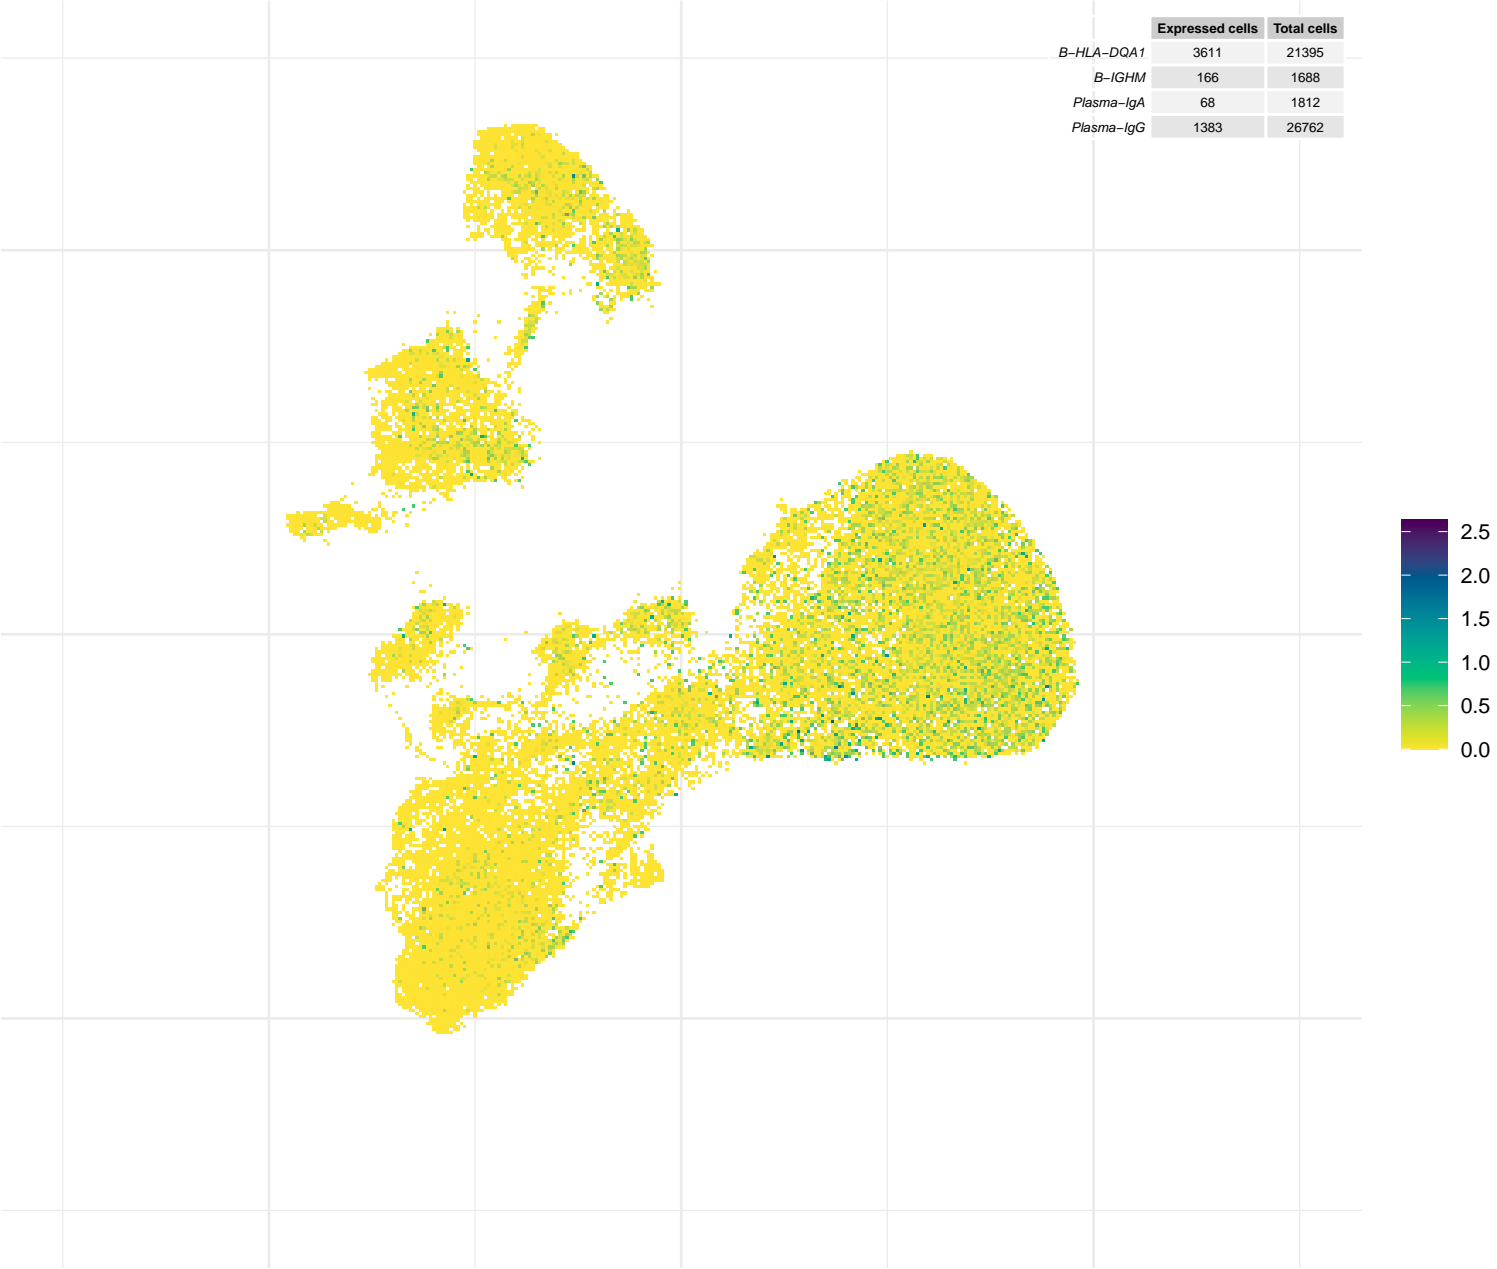 Expressed cells Total cells
B−HLA−DQA1 3611 21395
B−IGHM 166 1688
Plasma−IgA 68 1812
Plasma−IgG 1383 26762
2.5
2.0
1.5
1.0
0.5
0.0